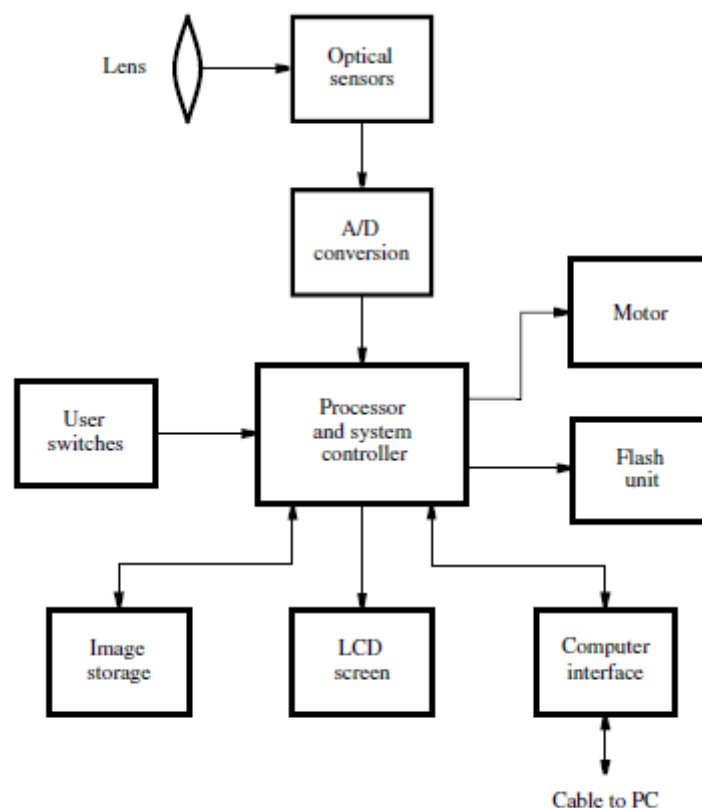 Lens
Optical
sensors
A/D
conversion
Motor
User
switches
Processor
and system
controller
Flash
unit
Image
storage
LCD
screen
Computer
interface
Cable to PC